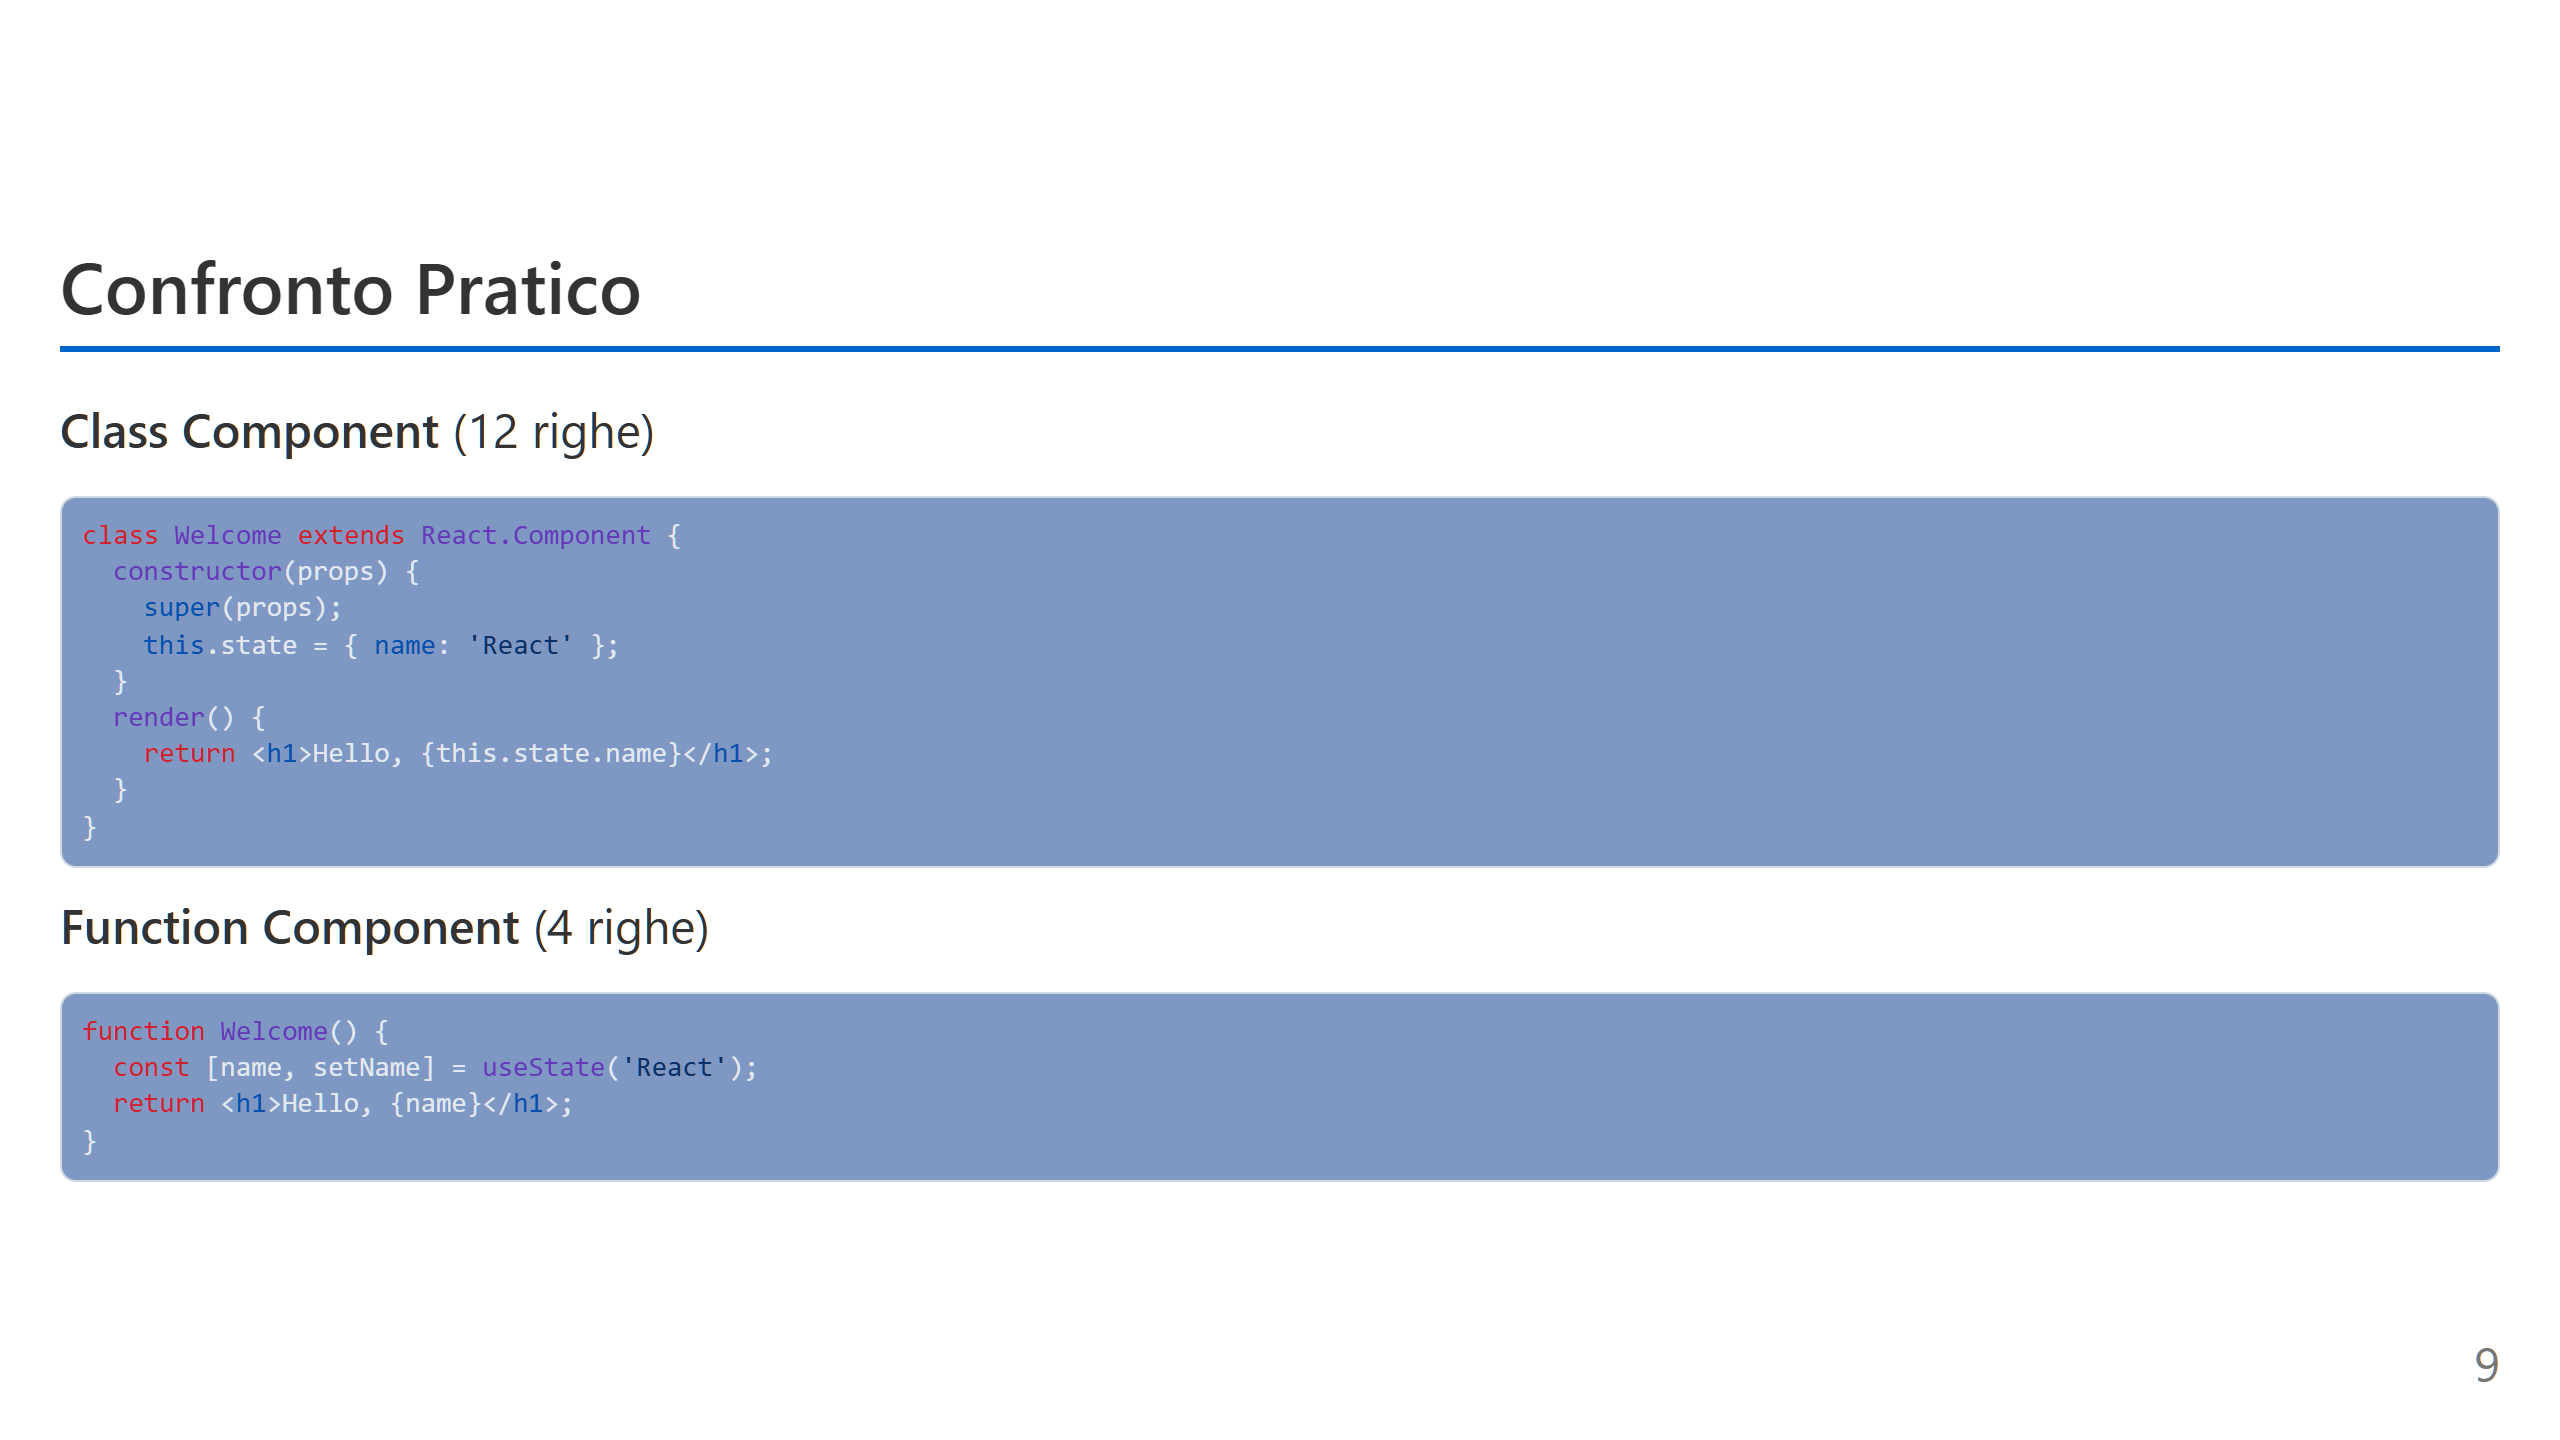 Confronto Pratico
Class Component (12 righe)
class Welcome extends React.Component {
  constructor(props) {
    super(props);
    this.state = { name: 'React' };
  }
  render() {
    return <h1>Hello, {this.state.name}</h1>;
  }
}
Function Component (4 righe)
function Welcome() {
  const [name, setName] = useState('React');
  return <h1>Hello, {name}</h1>;
}
9